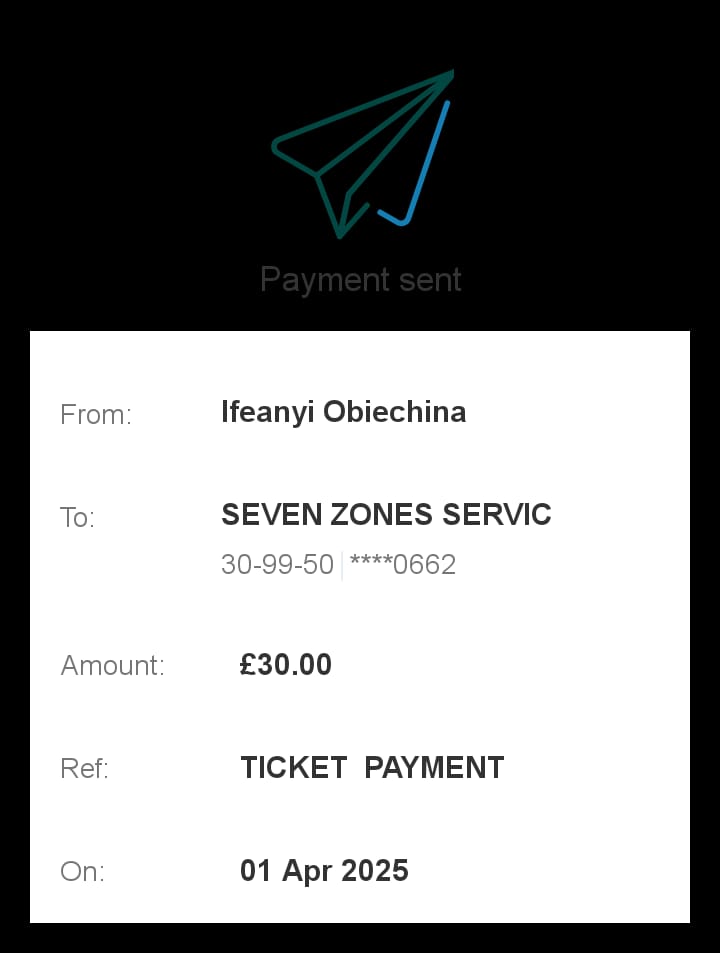 Payment sent
From: Ifeanyi Obiechina
To: SEVEN ZONES SERVIC
30-99-50 ****0662
Amount: £30.00
Ref: TICKET  PAYMENT
On: 01 Apr 2025